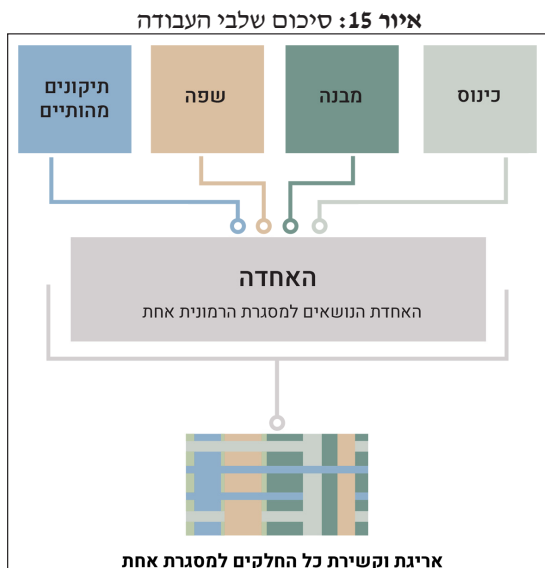 איור 15: סיכום שלבי העבודה
כינוס
מבנה
שפה
תיקונים
מהותיים
האחדה
האחדת הנושאים למסגרת הרמונית אחת
אריגת וקשירת כל החלקים למסגרת אחת